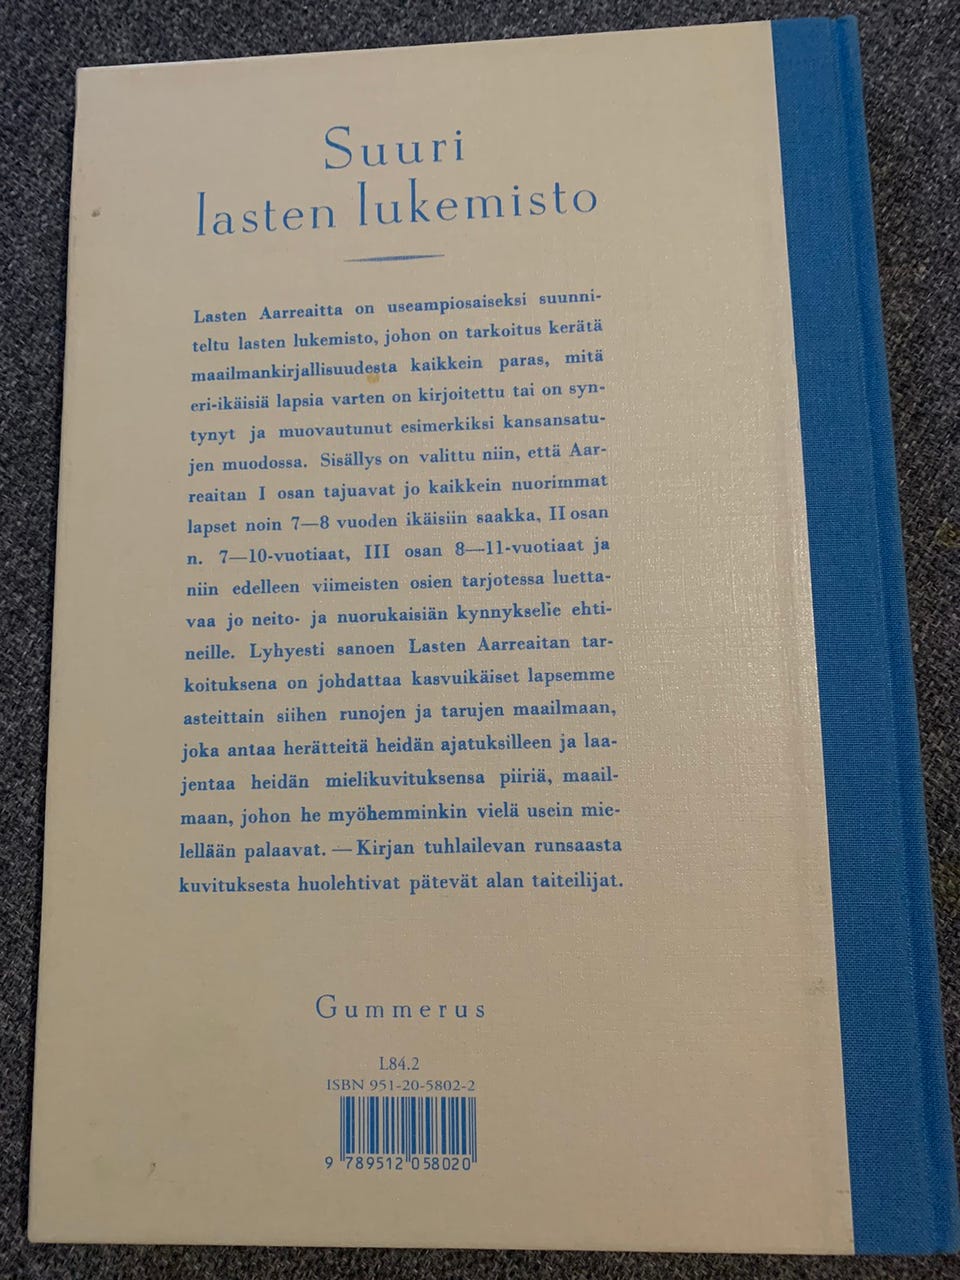 Suuri
lasten lukemisto
Lasten Aarreaitta on useampiosaiseksi suunni-
teltu lasten lukemisto, johon on tarkoitus kerätä
maailmankirjallisuudesta kaikkein paras, mitä
eri-ikäisiä lapsia varten on kirjoitettu tai on syn-
tynyt ja muovautunut esimerkiksi kansansatu-
jen muodossa. Sisällys on valittu niin, että Aar-
reaitan I osan tajuavat jo kaikkein nuorimmat
lapset noin 7—8 vuoden ikäisiin saakka, II osan
n. 7—10-vuotiaat, III osan 8—11-vuotiaat ja
niin edelleen viimeisten osien tarjotessa luetta-
vaa jo neito- ja nuorukaisiän kynnykselle ehti-
neille. Lyhyesti sanoen Lasten Aarreaitan tar-
koituksena on johdattaa kasvuikäiset lapsemme
asteittain siihen runojen ja tarujen maailmaan,
joka antaa herätteitä heidän ajatuksilleen ja laa-
jentaa heidän mielikuvituksensa piiriä, maail-
maan, johon he myöhemminkin vielä usein mie-
lellään palaavat. — Kirjan tuhlailevan runsaasta
kuvituksesta huolehtivat pätevät alan taiteilijat.
Gummerus
L84.2
ISBN 951-20-5802-2
9 789512 058020